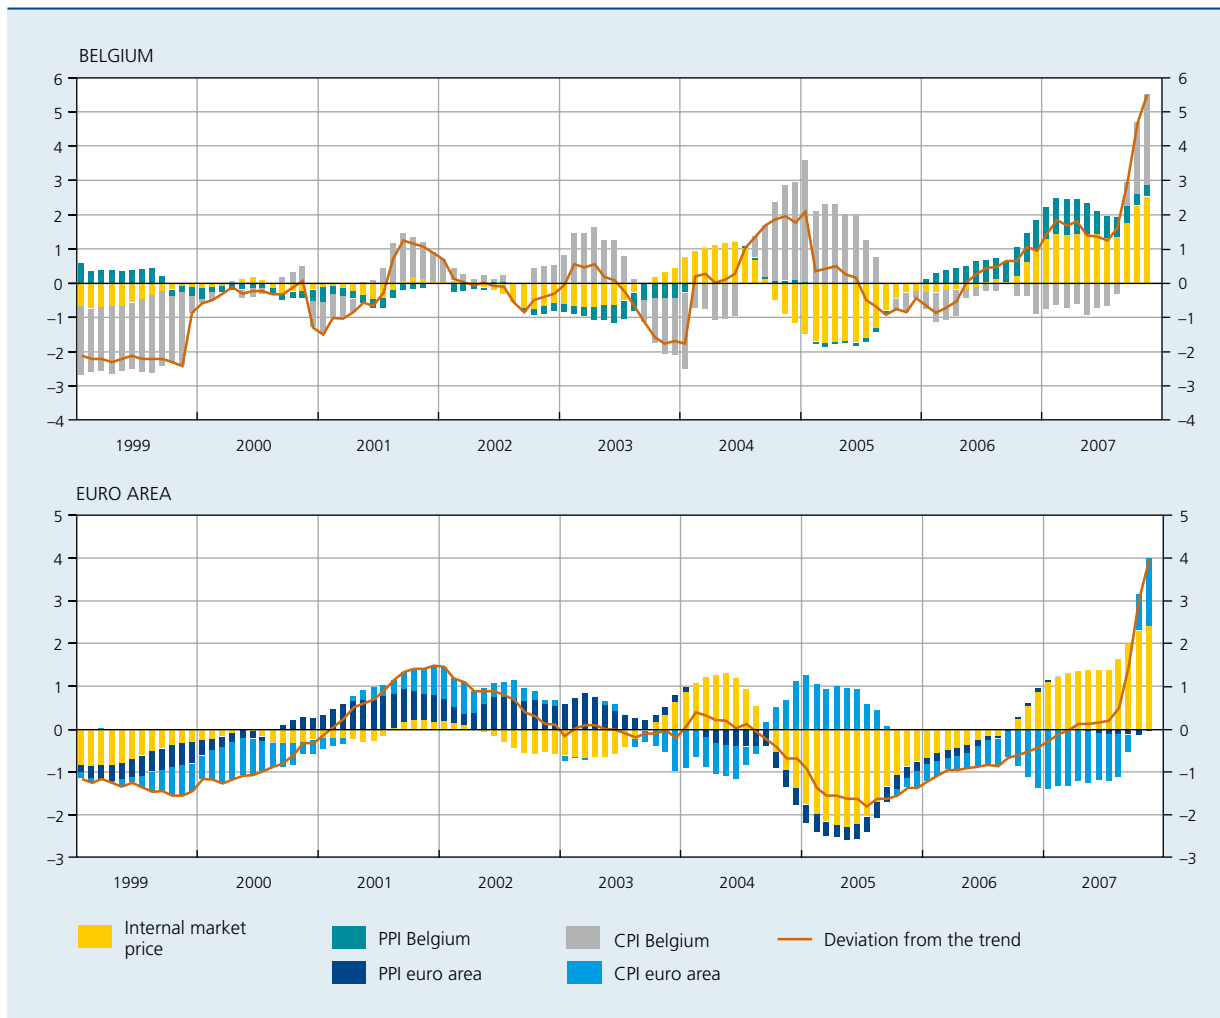 BELGIUM
6 6
5 5
4 4
3 3
2 2
1 1
0 0
–1 –1
–2 –2
–3 –3
–4 –4
1999 2000 2001 2002 2003 2004 2005 2006 2007
EURO AREA
5 5
4 4
3 3
2 2
1 1
0 0
–1 –1
–2 –2
–3 –3
1999 2000 2001 2002 2003 2004 2005 2006 2007
Internal market
price
PPI Belgium
CPI Belgium
Deviation from the trend
PPI euro area
CPI euro area